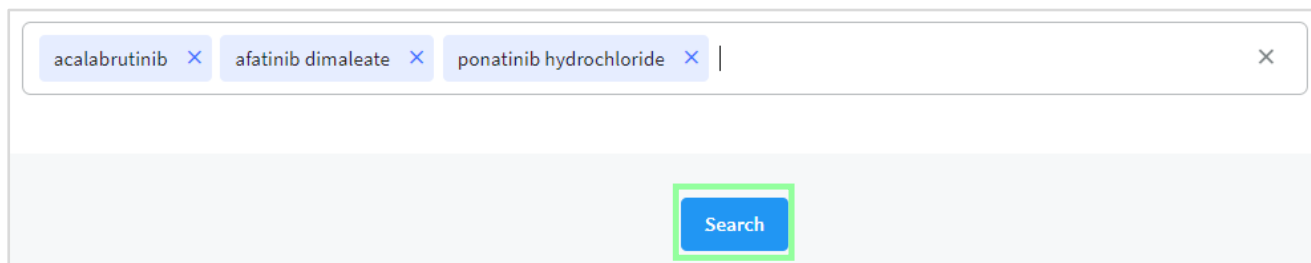 acalabrutinib × afatinib dimaleate × ponatinib hydrochloride × ×
Search